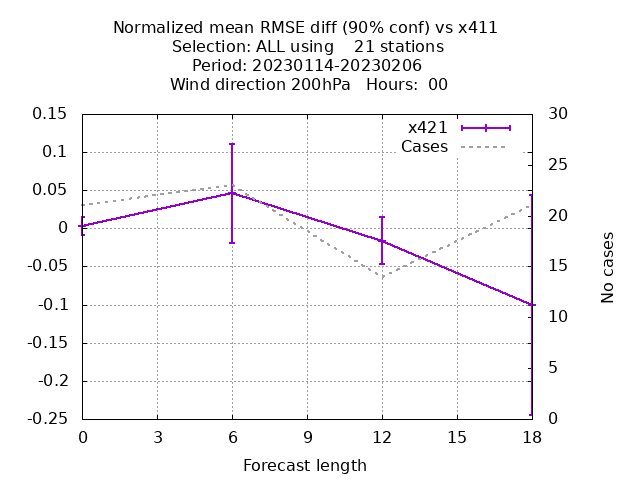 Normalized mean RMSE diff (90% conf) vs x411
Selection: ALL using    21 stations
Period: 20230114-20230206
Wind direction 200hPa   Hours:  00
x421
Cases
0.15
0.1
0.05
0
-0.05
-0.1
-0.15
-0.2
-0.25
30
25
20
15
10
5
0
No cases
0 3 6 9 12 15 18
Forecast length